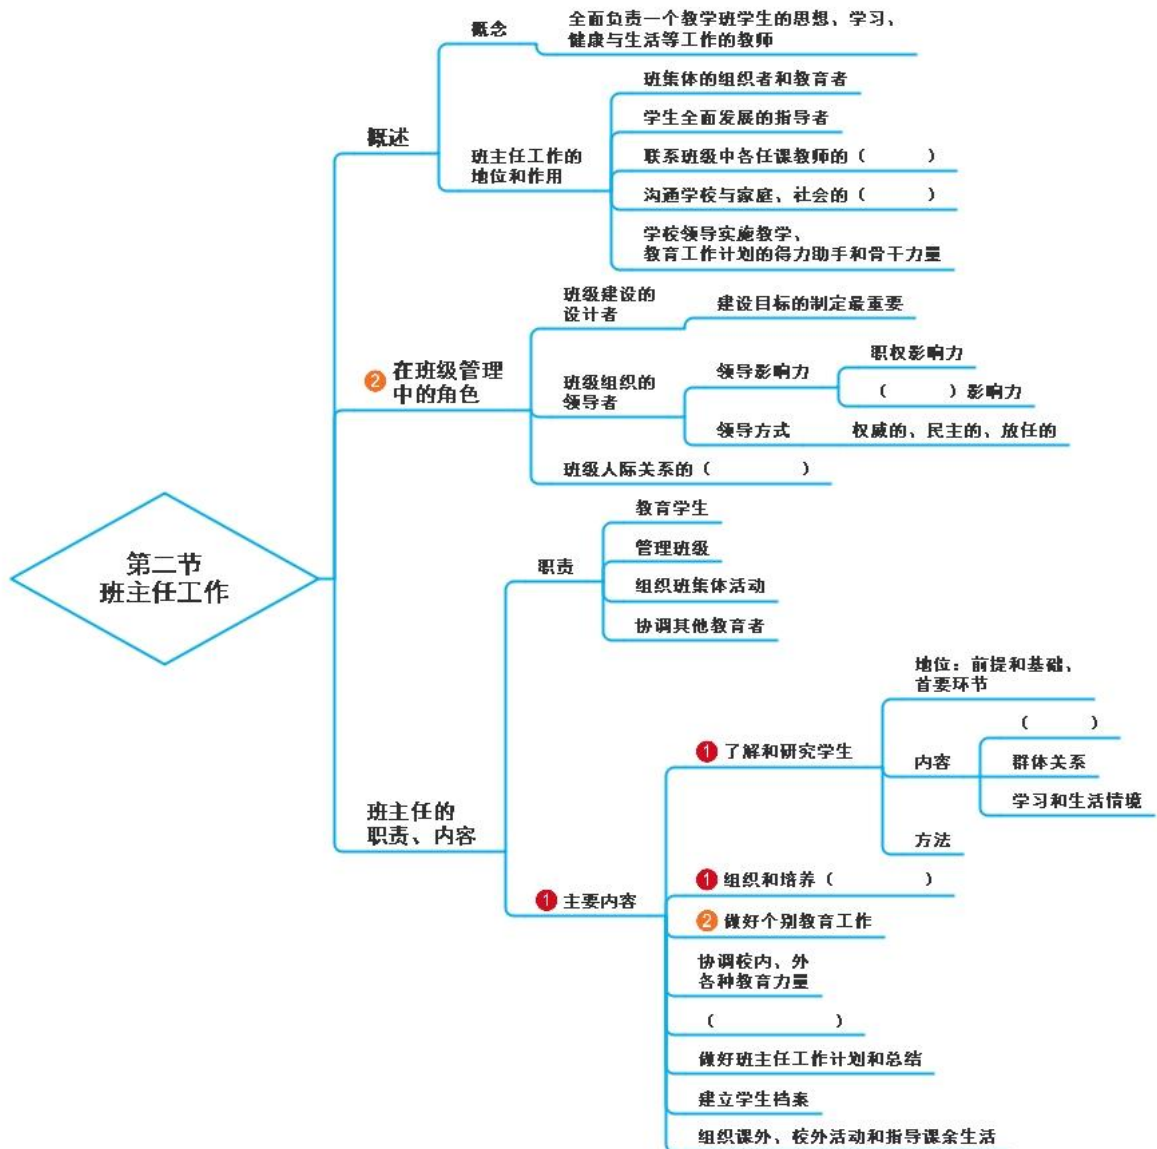 概念
全面负责一个教学班学生的思想、学习、
健康与生活等工作的教师
班集体的组织者和教育者
学生全面发展的指导者
概述
班主任工作的
地位和作用
联系班级中各任课教师的（ ）
沟通学校与家庭、社会的（ ）
学校领导实施教学、
教育工作计划的得力助手和骨干力量
班级建设的
设计者
建设目标的制定最重要
2 在班级管理
中的角色
班级组织的
领导者
领导影响力
职权影响力
（ ）影响力
领导方式
权威的、民主的、放任的
班级人际关系的（ ）
第二节
班主任工作
职责
教育学生
管理班级
组织班集体活动
协调其他教育者
班主任的
职责、内容
1 主要内容
1 了解和研究学生
地位：前提和基础、
首要环节
内容
（ ）
群体关系
学习和生活情境
方法
1 组织和培养（ ）
2 做好个别教育工作
协调校内、外
各种教育力量
（ ）
做好班主任工作计划和总结
建立学生档案
组织课外、校外活动和指导课余生活